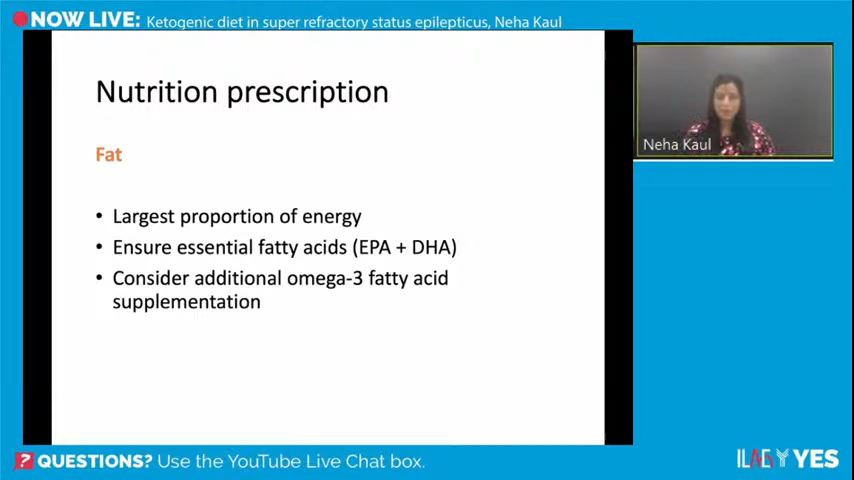 NOW LIVE: Ketogenic diet in super refractory status epilepticus, Neha Kaul
Nutrition prescription
Fat
• Largest proportion of energy
• Ensure essential fatty acids (EPA + DHA)
• Consider additional omega-3 fatty acid
supplementation
Neha Kaul
? QUESTIONS? Use the YouTube Live Chat box.
ILAE YES